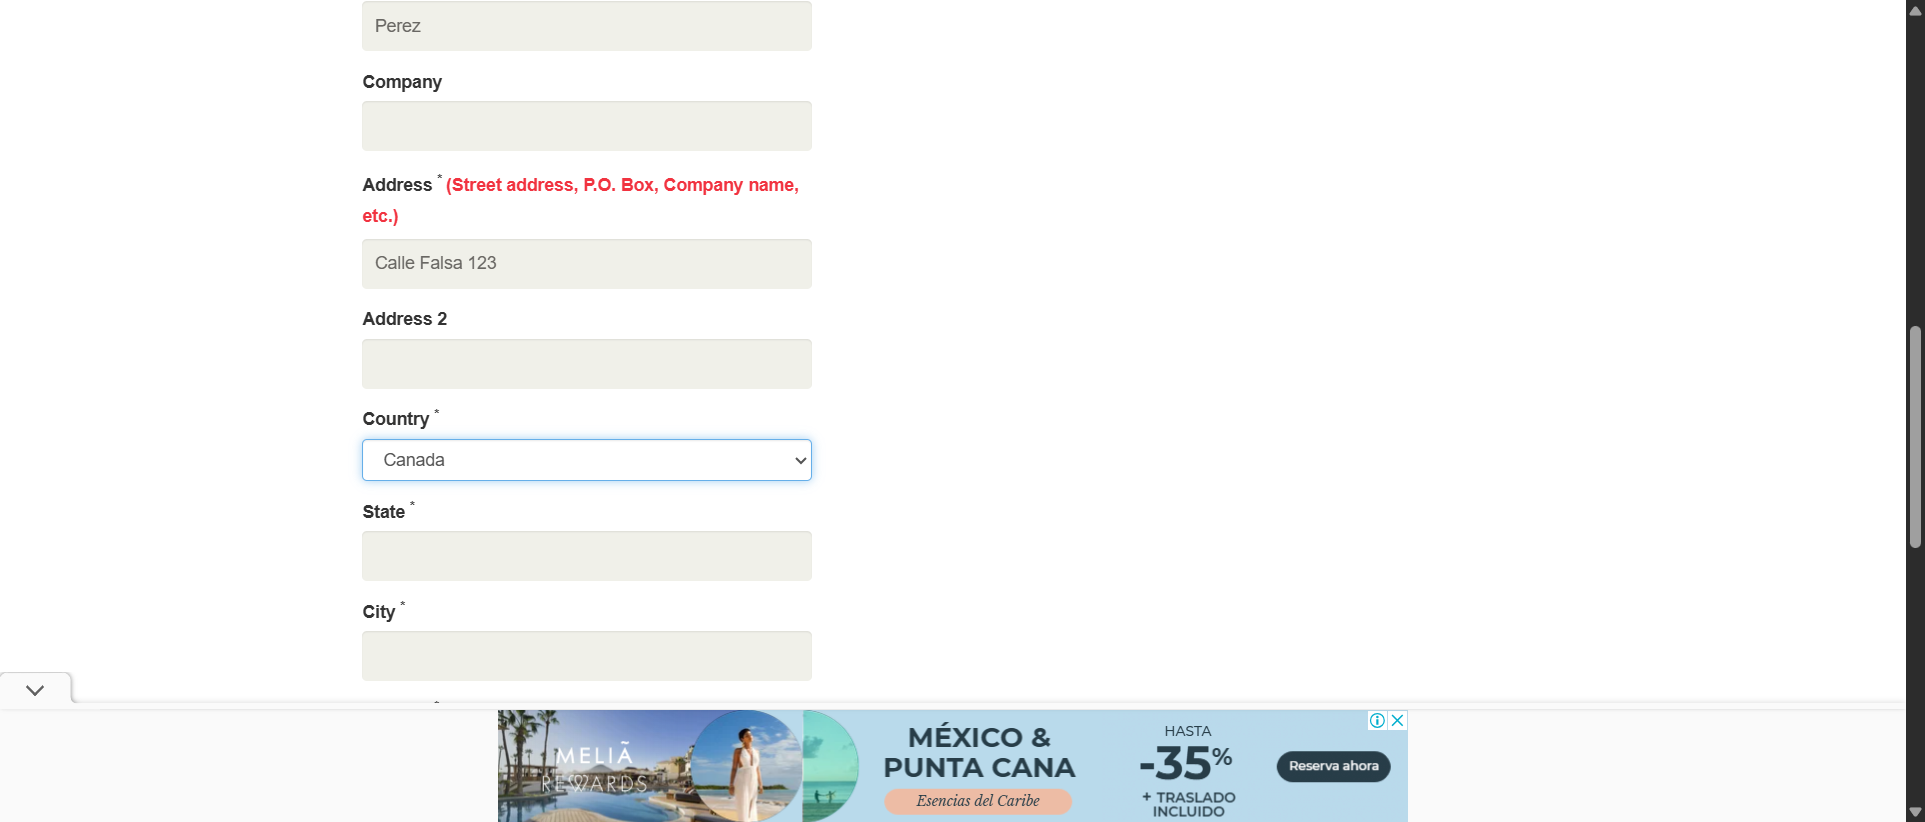 Perez
Company
Address * (Street address, P.O. Box, Company name,
etc.)
Calle Falsa 123
Address 2
Country *
Canada
State *
City *
*
MELIÃ
REWARDS
MÉXICO &
PUNTA CANA
Esencias del Caribe
HASTA
-35%
+ TRASLADO
INCLUIDO
Reserva ahora